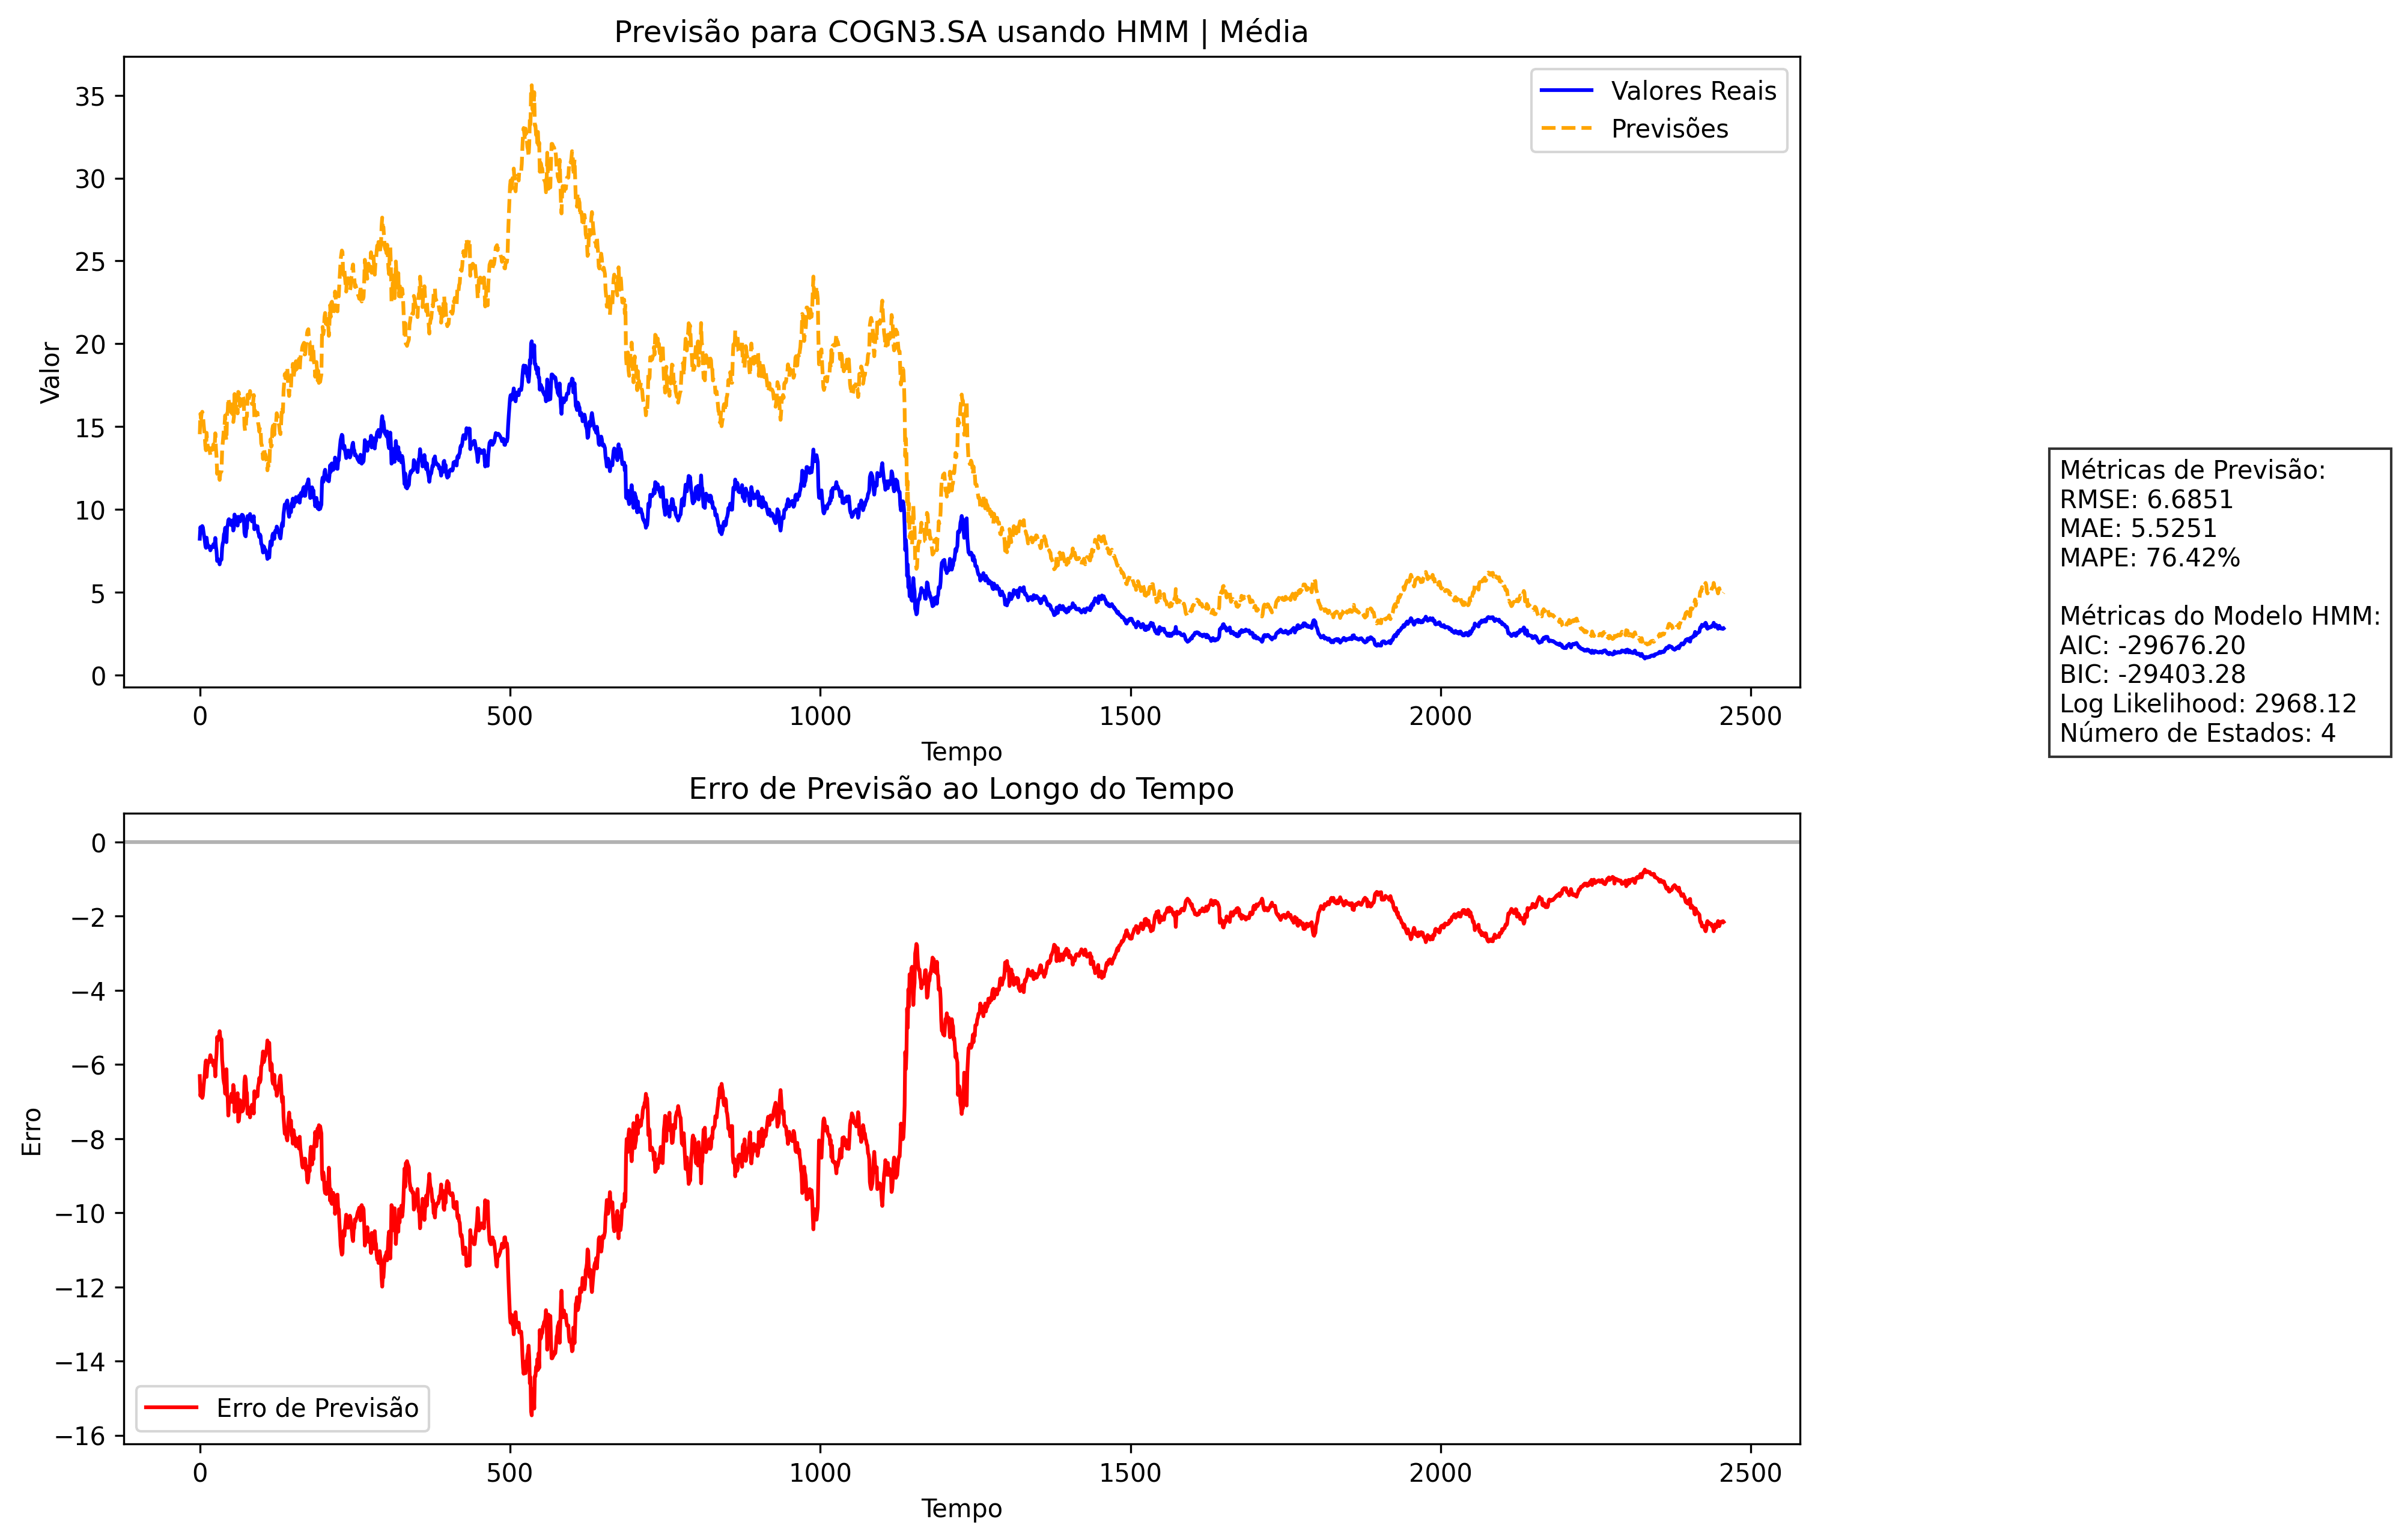 Previsão para COGN3.SA usando HMM | Média
Valor
35
30
25
20
15
10
5
0
Valores Reais
Previsões
0 500 1000 1500 2000 2500
Tempo
Métricas de Previsão:
RMSE: 6.6851
MAE: 5.5251
MAPE: 76.42%
Métricas do Modelo HMM:
AIC: -29676.20
BIC: -29403.28
Log Likelihood: 2968.12
Número de Estados: 4
Erro de Previsão ao Longo do Tempo
Erro
0
−2
−4
−6
−8
−10
−12
−14
−16
Erro de Previsão
0 500 1000 1500 2000 2500
Tempo